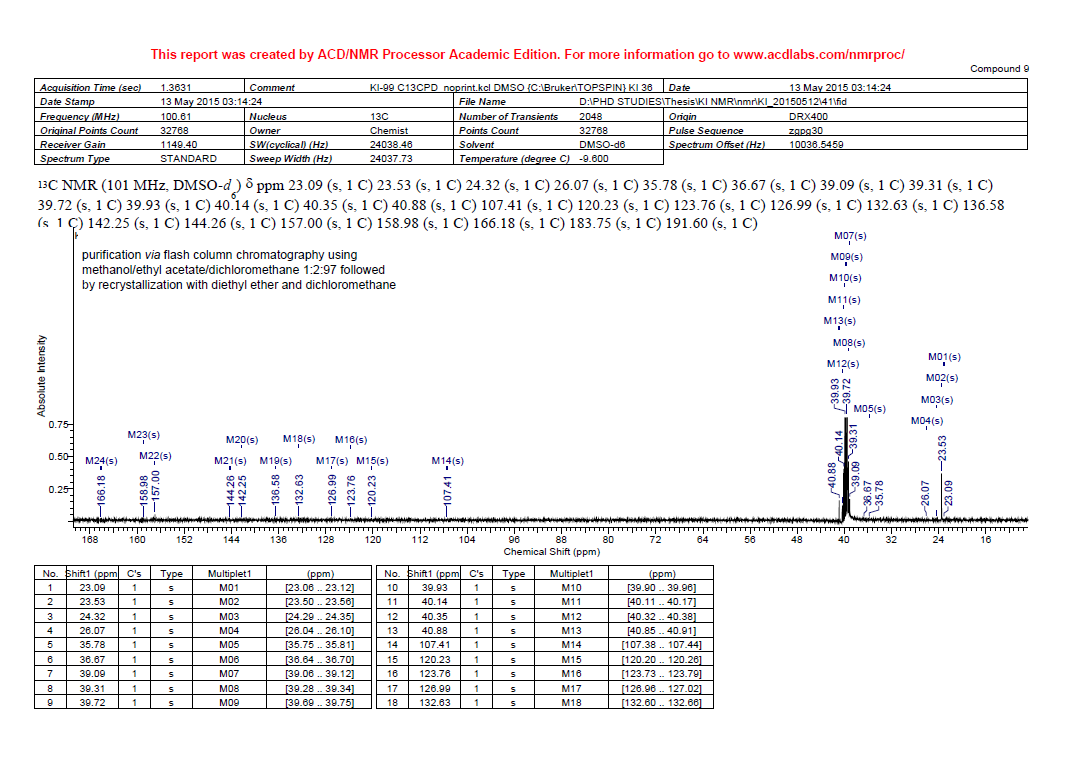 This report was created by ACD/NMR Processor Academic Edition. For more information go to www.acdlabs.com/nmrproc/
Compound 9
Acquisition Time (sec) 1.3631 Comment KI-99 C13CPD_noprint.kcl DMSO {C:\Bruker\TOPSPIN} KI 36 Date 13 May 2015 03:14:24
Date Stamp 13 May 2015 03:14:24 File Name D:\PHD STUDIES\Thesis\KI NMR\nmr\KI_20150512\41\fid
Frequency (MHz) 100.61 Nucleus 13C Number of Transients 2048 Origin DRX400
Original Points Count 32768 Owner Chemist Points Count 32768 Pulse Sequence zgpg30
Receiver Gain 1149.40 SW(cyclical) (Hz) 24038.46 Solvent DMSO-d6 Spectrum Offset (Hz) 10036.5459
Spectrum Type STANDARD Sweep Width (Hz) 24037.73 Temperature (degree C) -9.600
13C NMR (101 MHz, DMSO-d6) δ ppm 23.09 (s, 1 C) 23.53 (s, 1 C) 24.32 (s, 1 C) 26.07 (s, 1 C) 35.78 (s, 1 C) 36.67 (s, 1 C) 39.09 (s, 1 C) 39.31 (s, 1 C)
39.72 (s, 1 C) 39.93 (s, 1 C) 40.14 (s, 1 C) 40.35 (s, 1 C) 40.88 (s, 1 C) 107.41 (s, 1 C) 120.23 (s, 1 C) 123.76 (s, 1 C) 126.99 (s, 1 C) 132.63 (s, 1 C) 136.58
(s, 1 C) 142.25 (s, 1 C) 144.26 (s, 1 C) 157.00 (s, 1 C) 158.98 (s, 1 C) 166.18 (s, 1 C) 183.75 (s, 1 C) 191.60 (s, 1 C)
purification via flash column chromatography using
methanol/ethyl acetate/dichloromethane 1:2:97 followed
by recrystallization with diethyl ether and dichloromethane
M07(s)
M09(s)
M10(s)
M11(s)
M13(s)
M08(s)
M12(s) M01(s)
M02(s)
M03(s)
M05(s)
M04(s)
M23(s) M20(s) M18(s) M16(s)
M22(s)
M24(s) M21(s) M19(s) M17(s) M15(s) M14(s)
166.18 158.98 157.00 144.26 142.25 136.58 132.63 126.99 123.76 120.23 107.41 40.88 40.14 39.93 39.72 39.31 39.09 36.67 35.78 26.07 23.53 23.09
Absolute Intensity
0.75
0.50
0.25
168 160 152 144 136 128 120 112 104 96 88 80 72 64 56 48 40 32 24 16
Chemical Shift (ppm)
No. Shift1 (ppm C's Type Multiplet1 (ppm) No. Shift1 (ppm C's Type Multiplet1 (ppm)
1 23.09 1 s M01 [23.06 .. 23.12] 10 39.93 1 s M10 [39.90 .. 39.96]
2 23.53 1 s M02 [23.50 .. 23.56] 11 40.14 1 s M11 [40.11 .. 40.17]
3 24.32 1 s M03 [24.29 .. 24.35] 12 40.35 1 s M12 [40.32 .. 40.38]
4 26.07 1 s M04 [26.04 .. 26.10] 13 40.88 1 s M13 [40.85 .. 40.91]
5 35.78 1 s M05 [35.75 .. 35.81] 14 107.41 1 s M14 [107.38 .. 107.44]
6 36.67 1 s M06 [36.64 .. 36.70] 15 120.23 1 s M15 [120.20 .. 120.26]
7 39.09 1 s M07 [39.06 .. 39.12] 16 123.76 1 s M16 [123.73 .. 123.79]
8 39.31 1 s M08 [39.28 .. 39.34] 17 126.99 1 s M17 [126.96 .. 127.02]
9 39.72 1 s M09 [39.69 .. 39.75] 18 132.63 1 s M18 [132.60 .. 132.66]